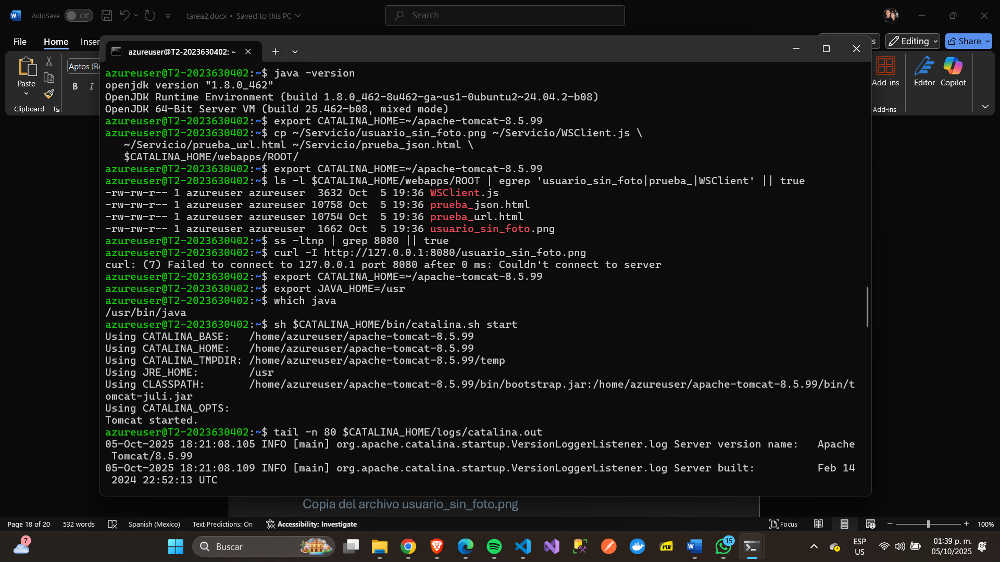 AutoSave Off tarea2.docx • Saved to this PC Search
File Home Inser s Editing Share
azureuser@T2-2023630402: ~
Paste
Clipboard
Aptos (Bo
B I
Add-ins
Editor
Copilot
Add-ins
azureuser@T2-2023630402:~$ java -version
openjdk version "1.8.0_462"
OpenJDK Runtime Environment (build 1.8.0_462-8u462-ga~us1-0ubuntu2~24.04.2-b08)
OpenJDK 64-Bit Server VM (build 25.462-b08, mixed mode)
azureuser@T2-2023630402:~$ export CATALINA_HOME=~/apache-tomcat-8.5.99
azureuser@T2-2023630402:~$ cp ~/Servicio/usuario_sin_foto.png ~/Servicio/WSClient.js \
~/Servicio/prueba_url.html ~/Servicio/prueba_json.html \
$CATALINA_HOME/webapps/ROOT/
azureuser@T2-2023630402:~$ export CATALINA_HOME=~/apache-tomcat-8.5.99
azureuser@T2-2023630402:~$ ls -l $CATALINA_HOME/webapps/ROOT | egrep 'usuario_sin_foto|prueba_|WSClient' || true
-rw-rw-r-- 1 azureuser azureuser  3632 Oct  5 19:36 WSClient.js
-rw-rw-r-- 1 azureuser azureuser 10758 Oct  5 19:36 prueba_json.html
-rw-rw-r-- 1 azureuser azureuser 10754 Oct  5 19:36 prueba_url.html
-rw-rw-r-- 1 azureuser azureuser  1662 Oct  5 19:36 usuario_sin_foto.png
azureuser@T2-2023630402:~$ ss -ltnp | grep 8080 || true
azureuser@T2-2023630402:~$ curl -I http://127.0.0.1:8080/usuario_sin_foto.png
curl: (7) Failed to connect to 127.0.0.1 port 8080 after 0 ms: Couldn't connect to server
azureuser@T2-2023630402:~$ export CATALINA_HOME=~/apache-tomcat-8.5.99
azureuser@T2-2023630402:~$ export JAVA_HOME=/usr
azureuser@T2-2023630402:~$ which java
/usr/bin/java
azureuser@T2-2023630402:~$ sh $CATALINA_HOME/bin/catalina.sh start
Using CATALINA_BASE:   /home/azureuser/apache-tomcat-8.5.99
Using CATALINA_HOME:   /home/azureuser/apache-tomcat-8.5.99
Using CATALINA_TMPDIR: /home/azureuser/apache-tomcat-8.5.99/temp
Using JRE_HOME:        /usr
Using CLASSPATH:       /home/azureuser/apache-tomcat-8.5.99/bin/bootstrap.jar:/home/azureuser/apache-tomcat-8.5.99/bin/t
omcat-juli.jar
Using CATALINA_OPTS:
Tomcat started.
azureuser@T2-2023630402:~$ tail -n 80 $CATALINA_HOME/logs/catalina.out
05-Oct-2025 18:21:08.105 INFO [main] org.apache.catalina.startup.VersionLoggerListener.log Server version name:   Apache
Tomcat/8.5.99
05-Oct-2025 18:21:08.109 INFO [main] org.apache.catalina.startup.VersionLoggerListener.log Server built:          Feb 14
2024 22:52:13 UTC
Copia del archivo usuario_sin_foto.png
Page 18 of 20 532 words Spanish (Mexico) Text Predictions: On Accessibility: Investigate Focus 100%
7
Buscar
PDF
15
ESP
US
01:39 p. m.
05/10/2025